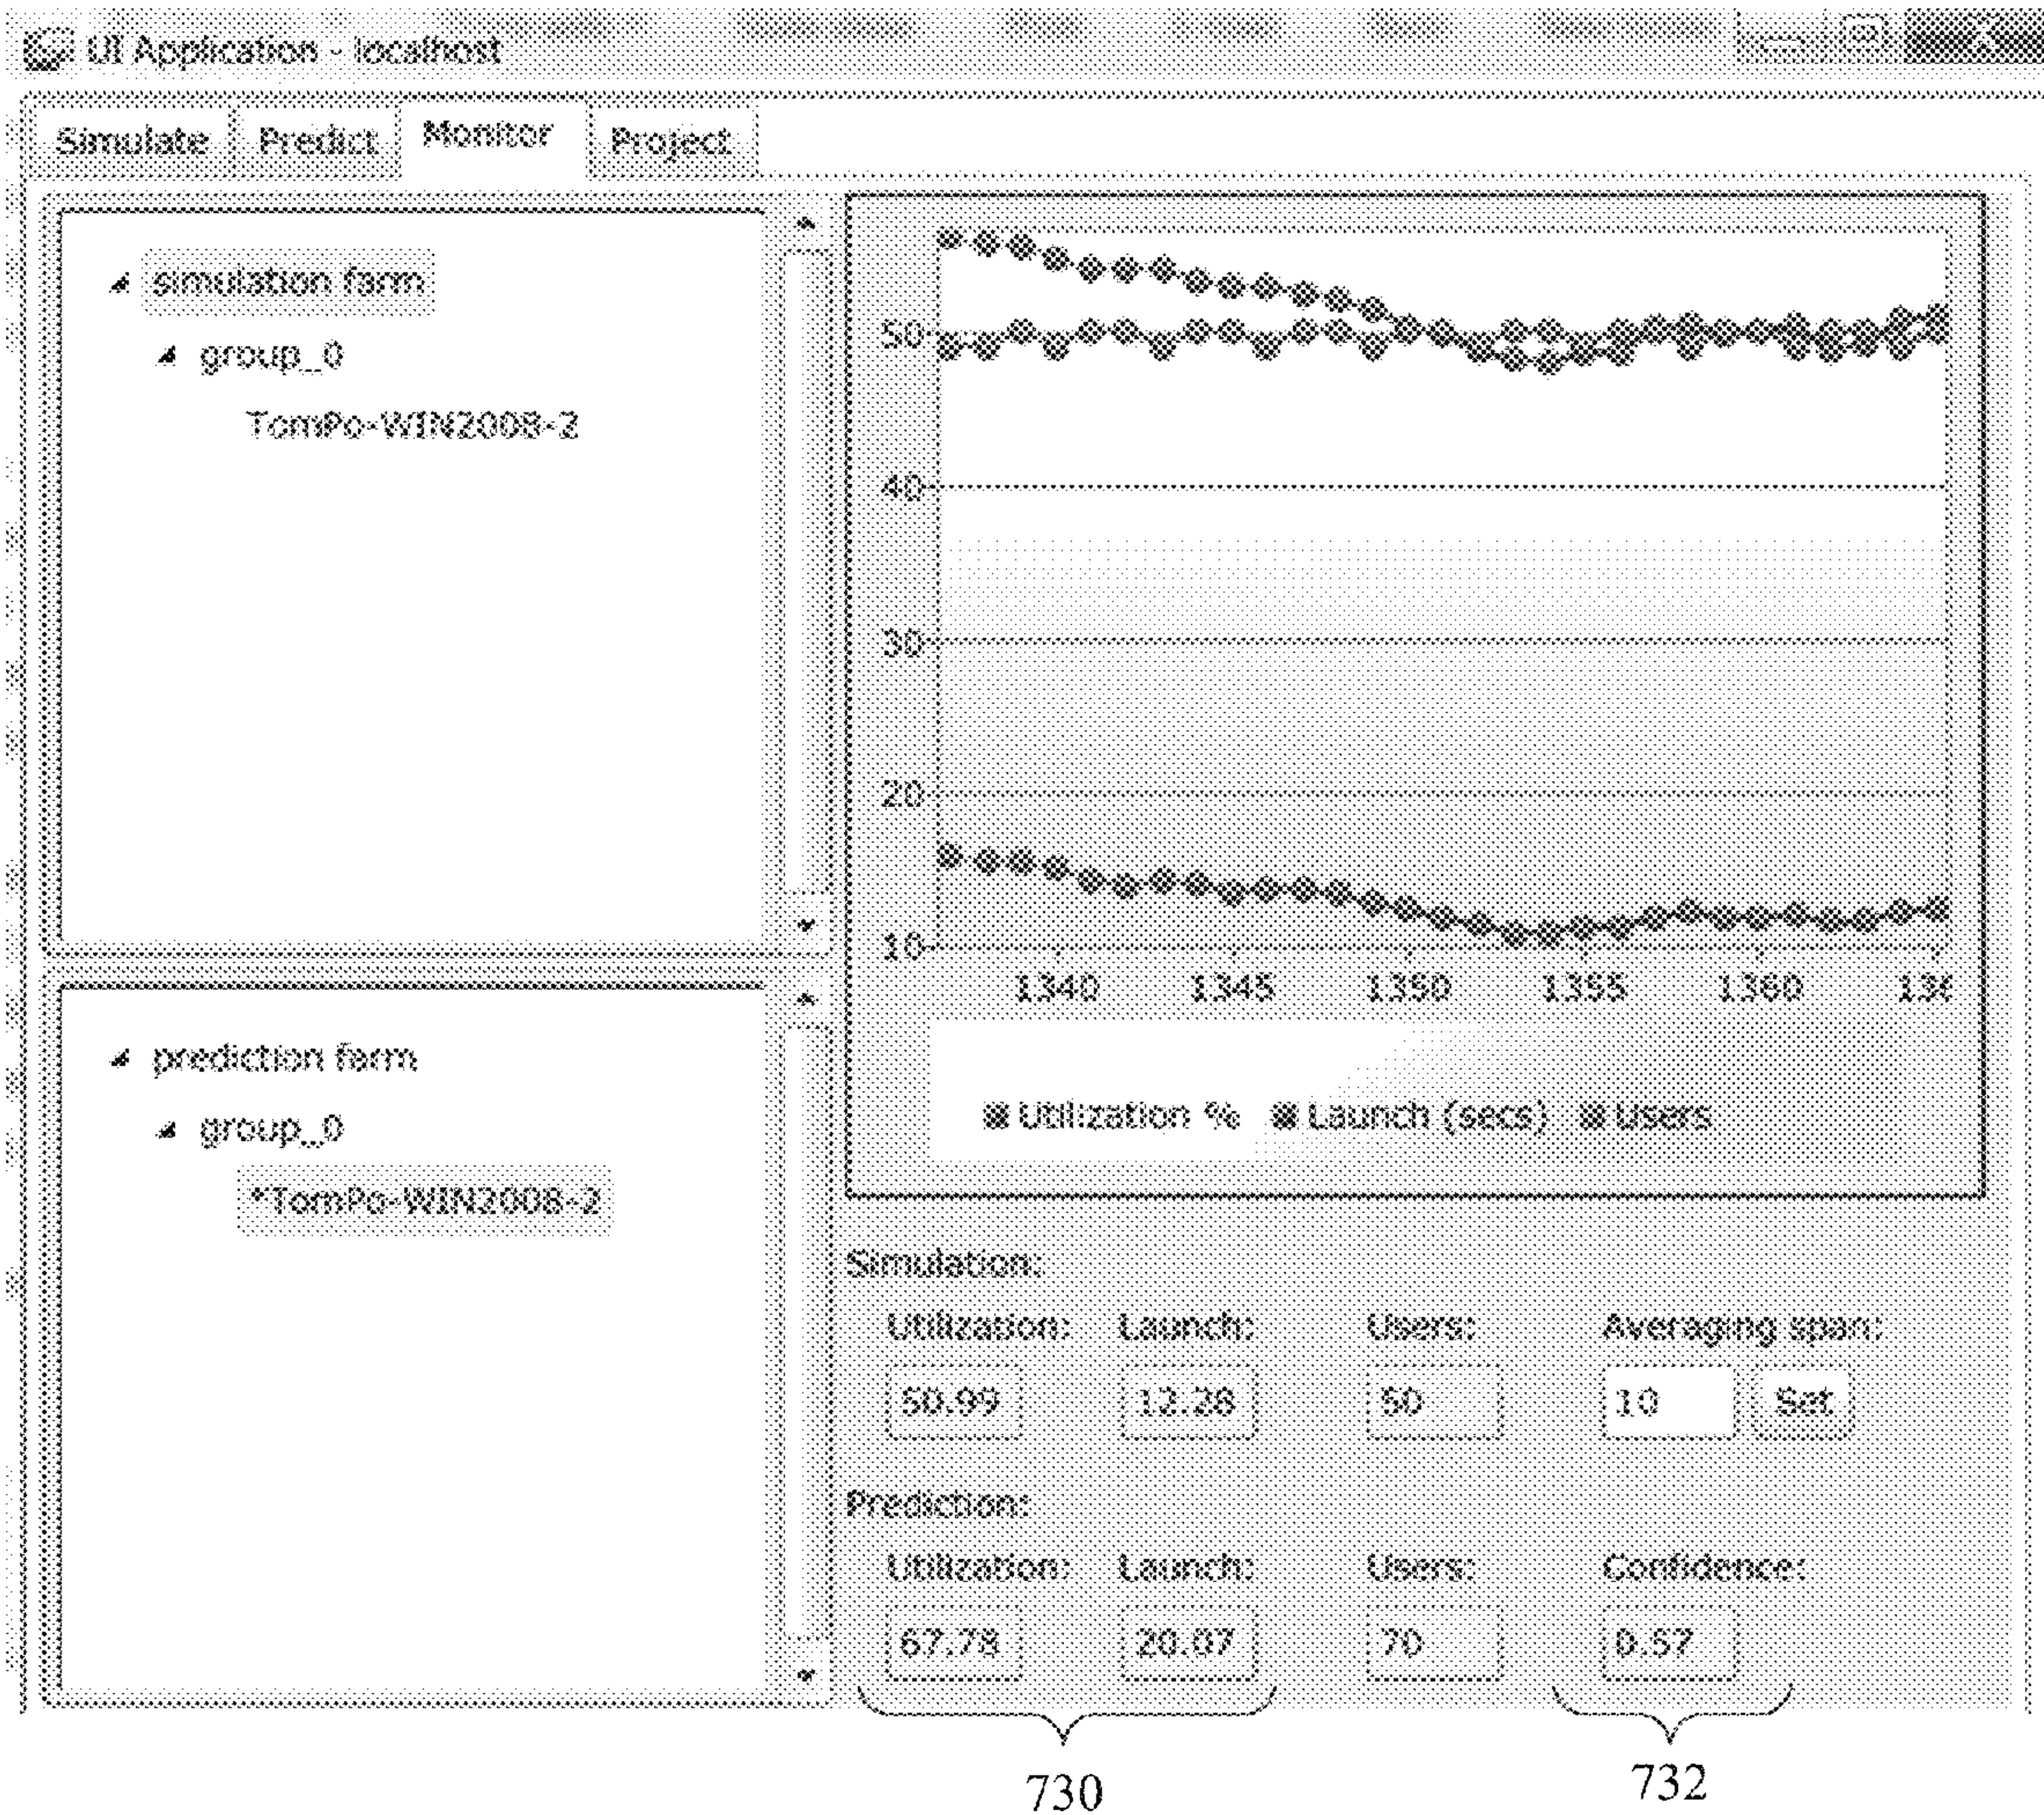 UI Application - localhost
Simulate Predict Monitor Project
simulation farm
group_0
TomPo-WIN2008-2
prediction farm
group_0
*TomPo-WIN2008-2
50
40
30
20
10
1340 1345 1350 1355 1360
Utilization % Launch (secs) Users
Simulation:
Utilization: Launch: Users: Averaging span:
50.99 12.28 50 10 Set
Prediction:
Utilization: Launch: Users: Confidence:
67.78 20.07 70 0.57
730 732